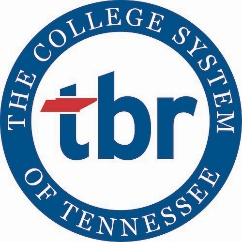 THE COLLEGE SYSTEM
tbr
OF TENNESSEE